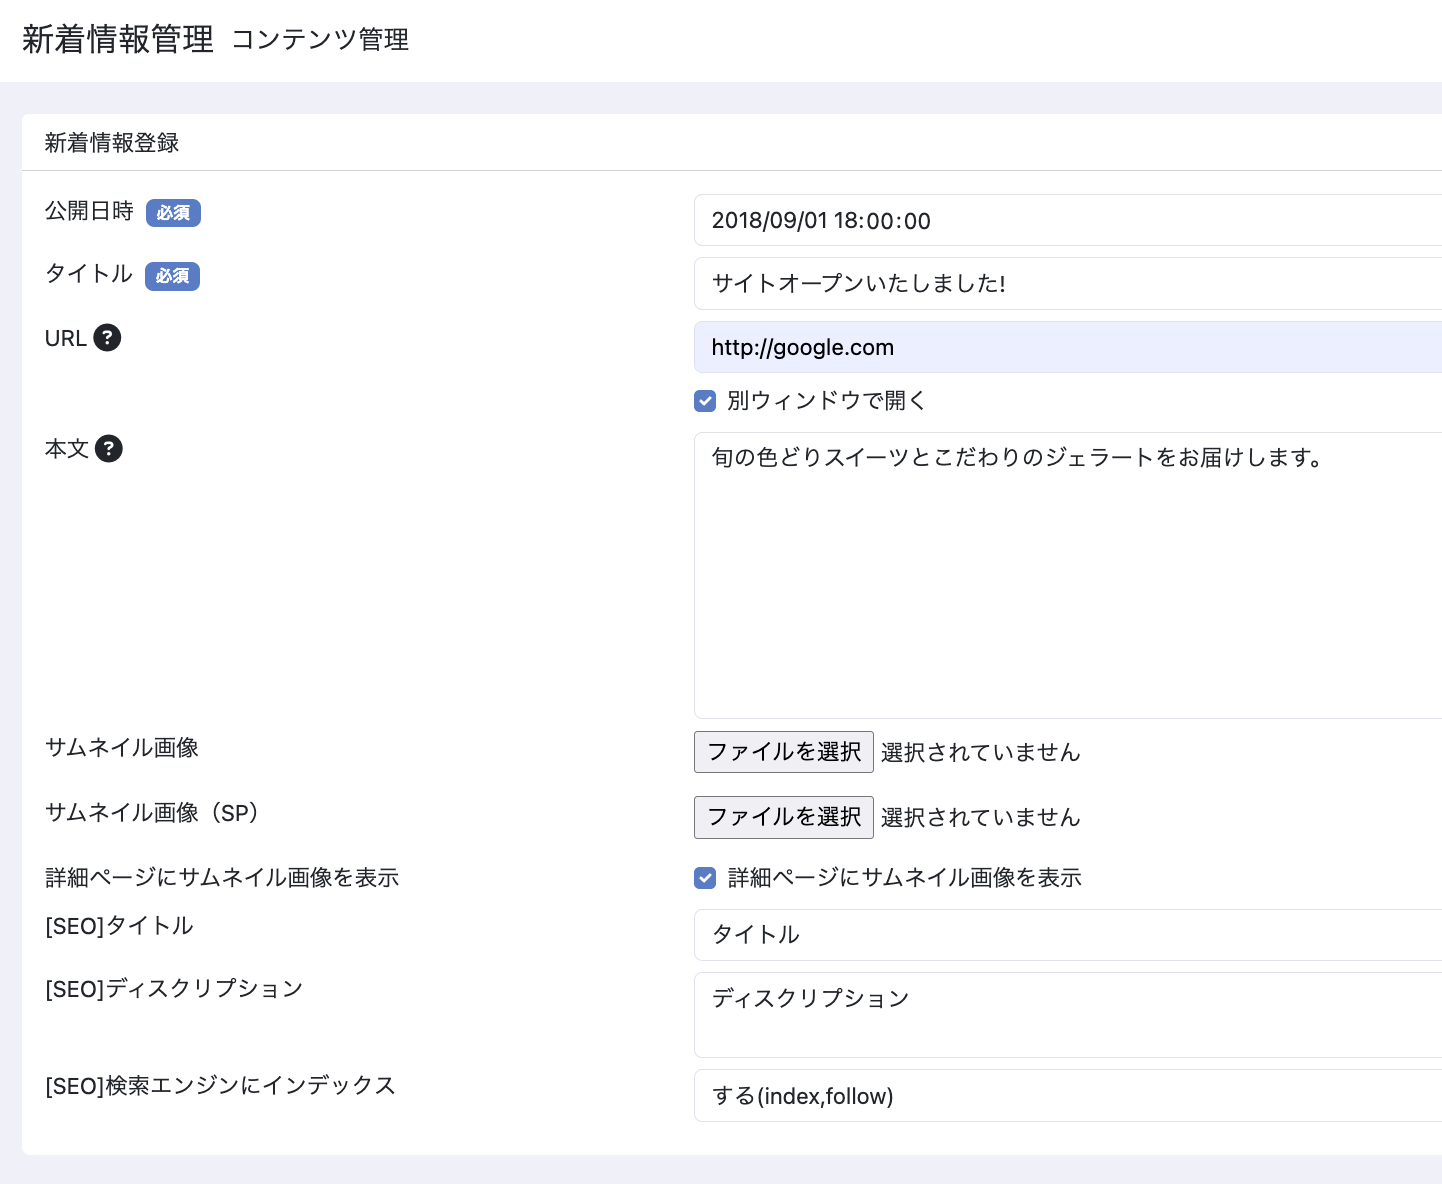 新着情報管理 コンテンツ管理
新着情報登録
公開日時 必須 2018/09/01 18:00:00
タイトル 必須 サイトオープンいたしました!
URL ? http://google.com
別ウィンドウで開く
本文 ? 旬の色どりスイーツとこだわりのジェラートをお届けします。
サムネイル画像 ファイルを選択 選択されていません
サムネイル画像（SP） ファイルを選択 選択されていません
詳細ページにサムネイル画像を表示 詳細ページにサムネイル画像を表示
[SEO]タイトル タイトル
[SEO]ディスクリプション ディスクリプション
[SEO]検索エンジンにインデックス する(index,follow)